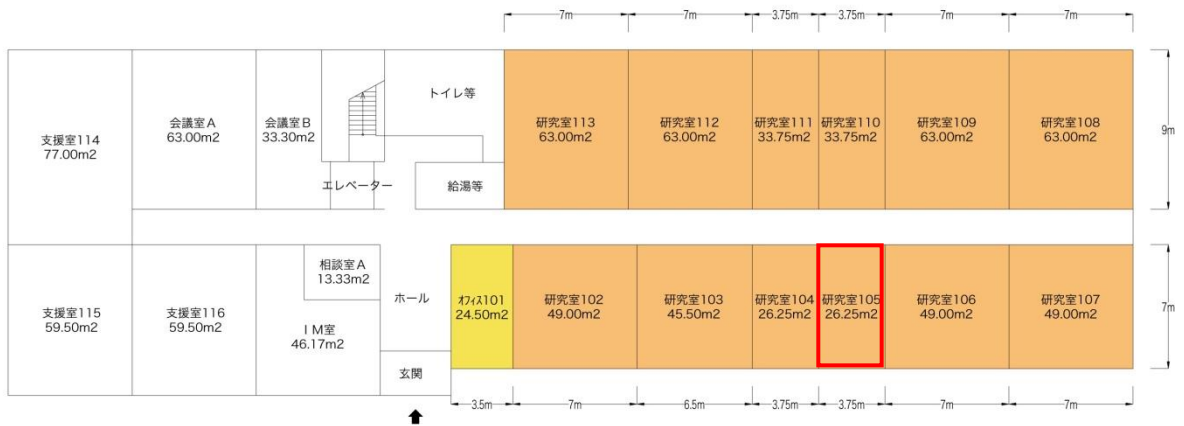 7m
7m
3.75m
3.75m
7m
7m
支援室114
77.00m2
会議室A
63.00m2
会議室B
33.30m2
トイレ等
エレベーター
給湯等
研究室113
63.00m2
研究室112
63.00m2
研究室111
33.75m2
研究室110
33.75m2
研究室109
63.00m2
研究室108
63.00m2
9m
支援室115
59.50m2
支援室116
59.50m2
相談室A
13.33m2
IM室
46.17m2
ホール
玄関
オフィス101
24.50m2
研究室102
49.00m2
研究室103
45.50m2
研究室104
26.25m2
研究室105
26.25m2
研究室106
49.00m2
研究室107
49.00m2
7m
3.5m
7m
6.5m
3.75m
3.75m
7m
7m